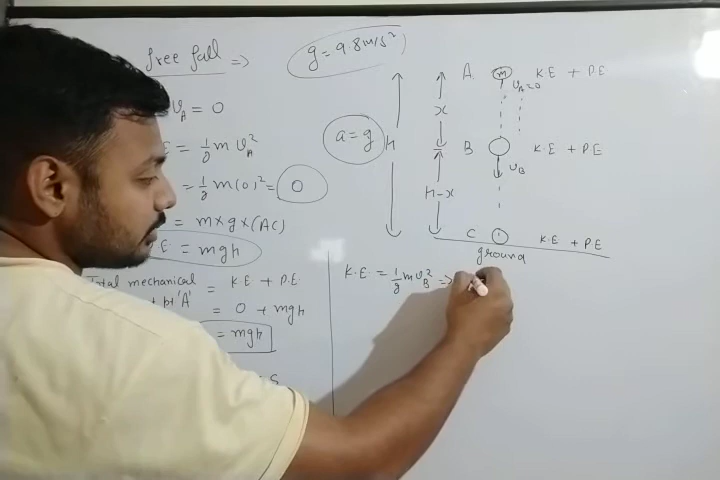 free fall ⇒
g = 9.8 m/s²
V_A = 0
E = ½ m V_A²
= ½ m (0)² = 0
= m × g × (AC)
E. = mgh
Total mechanical = K.E + P.E.
at pt 'A' = 0 + mgh
= mgh
= S
a = g
h
x
h-x
A m K.E + P.E
V_A = 0
B K.E + P.E
V_B
C K.E + P.E
ground
K.E. = ½ m V_B² ⇒